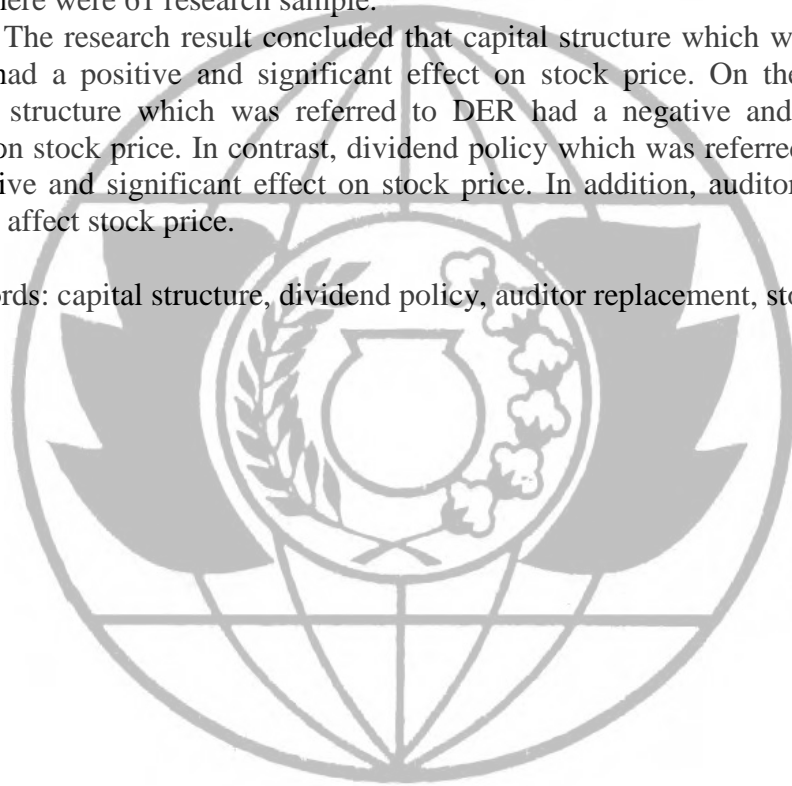 here were 61 research sample.
The research result concluded that capital structure which w
had a positive and significant effect on stock price. On the
structure which was referred to DER had a negative and
on stock price. In contrast, dividend policy which was referred
ive and significant effect on stock price. In addition, auditor
affect stock price.
ords: capital structure, dividend policy, auditor replacement, sto